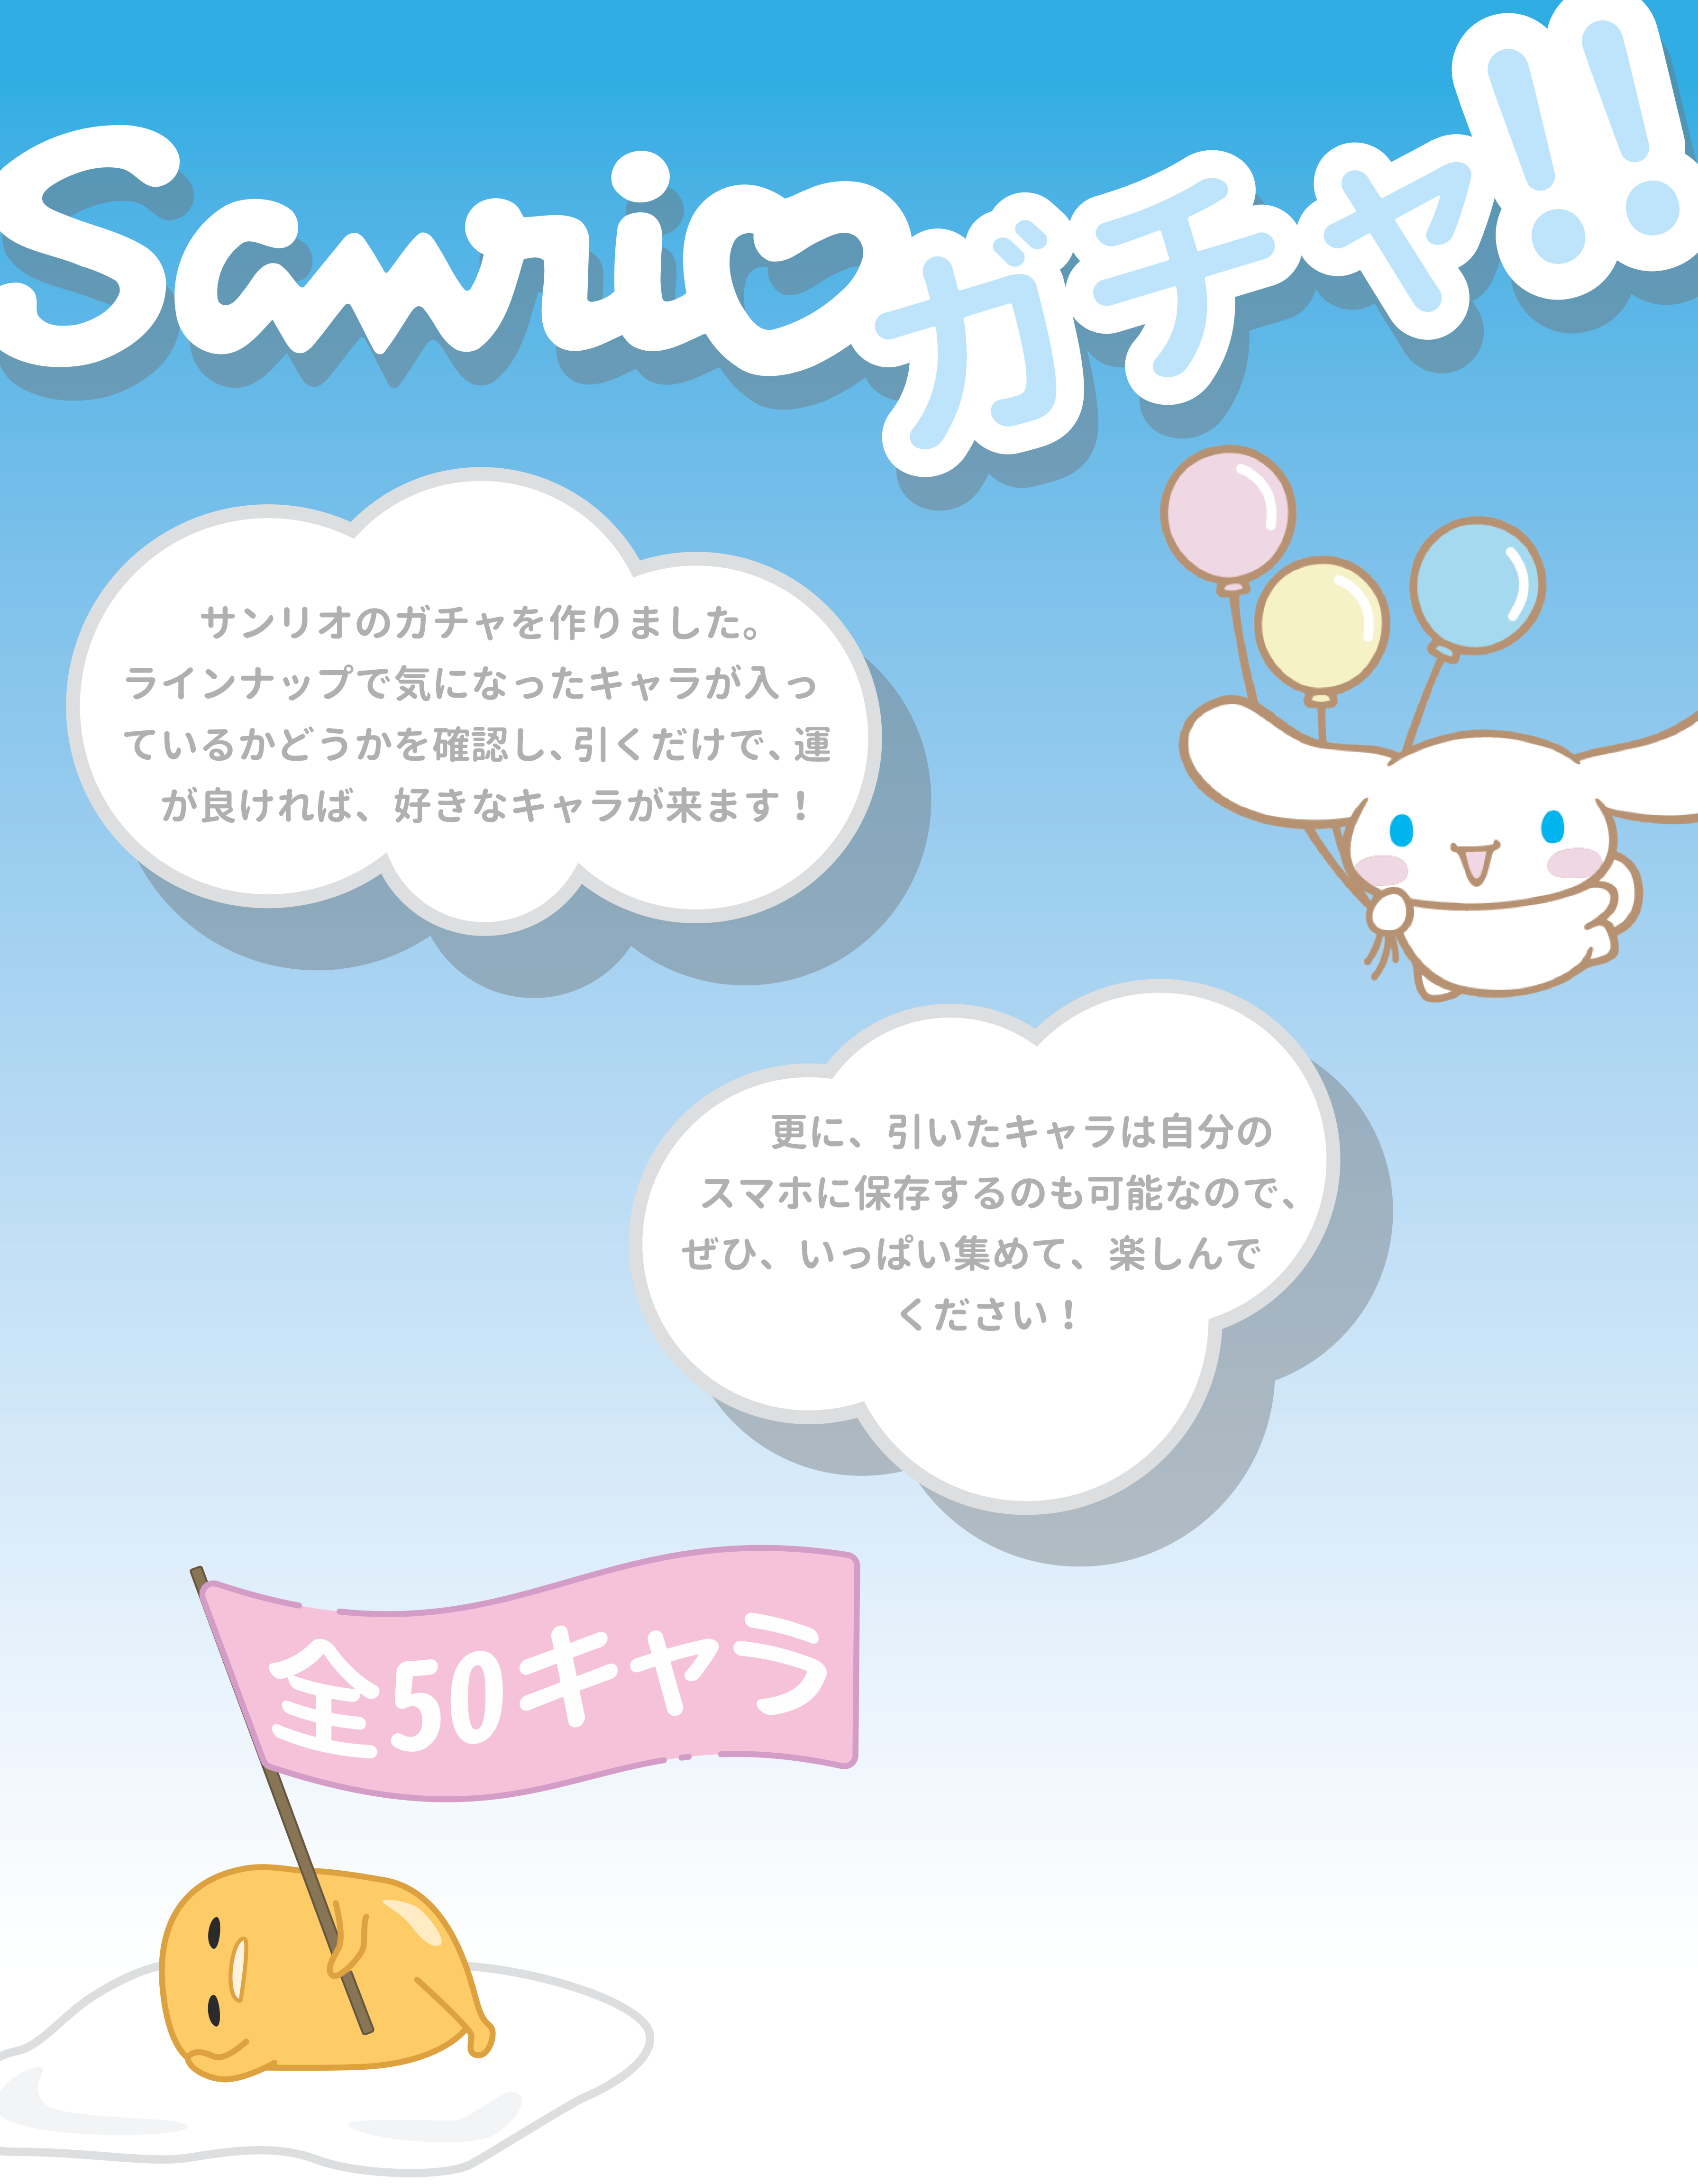 Sanrioガチャ!!
サンリオのガチャを作りました。
ラインナップで気になったキャラが入っ
ているかどうかを確認し、引くだけで、運
が良ければ、好きなキャラが来ます！
更に、引いたキャラは自分の
スマホに保存するのも可能なので、
ぜひ、いっぱい集めて、楽しんで
ください！
全50キャラ